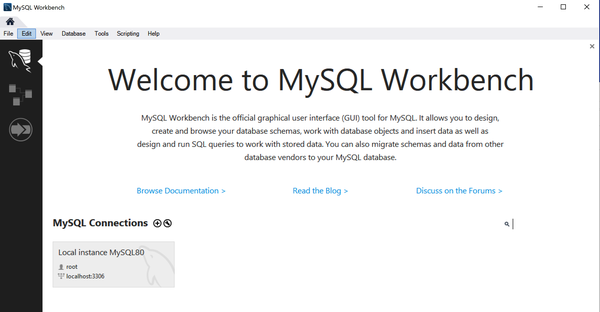 MySQL Workbench
File Edit View Database Tools Scripting Help
Welcome to MySQL Workbench
MySQL Workbench is the official graphical user interface (GUI) tool for MySQL. It allows you to design,
create and browse your database schemas, work with database objects and insert data as well as
design and run SQL queries to work with stored data. You can also migrate schemas and data from other
database vendors to your MySQL database.
Browse Documentation > Read the Blog > Discuss on the Forums >
MySQL Connections
Local instance MySQL80
root
localhost:3306